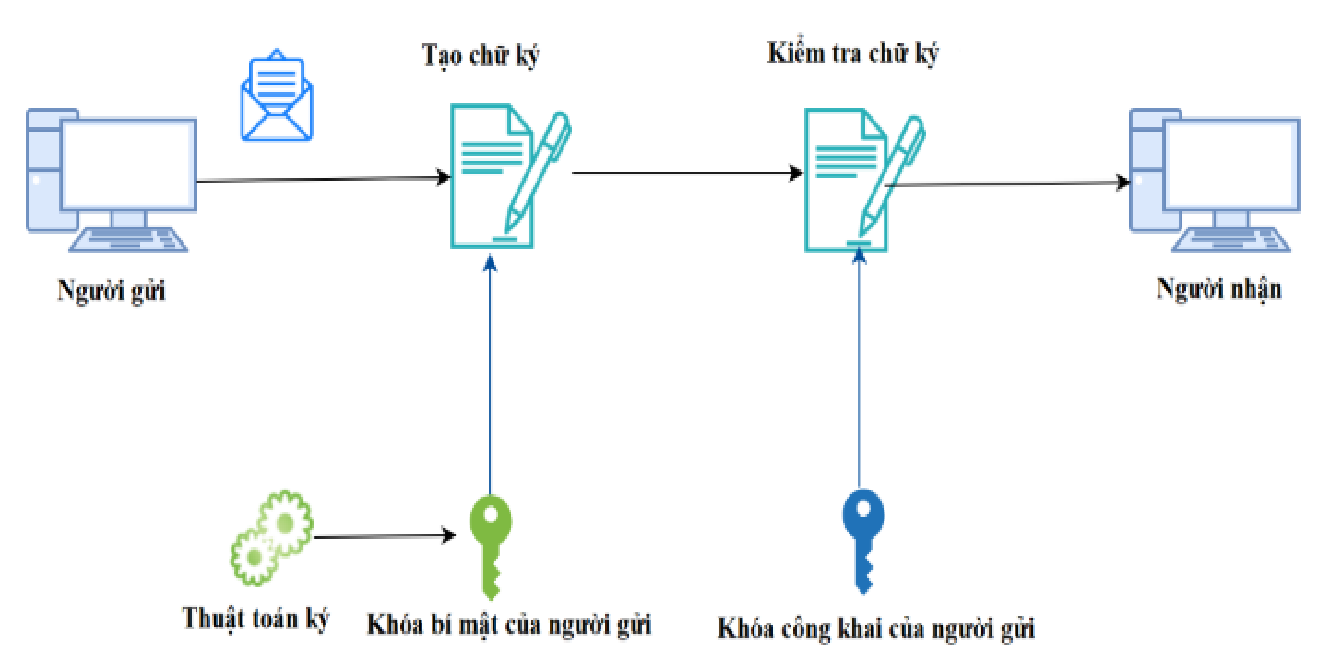 Tạo chữ ký
Kiểm tra chữ ký
Người gửi
Người nhận
Thuật toán ký
Khóa bí mật của người gửi
Khóa công khai của người gửi